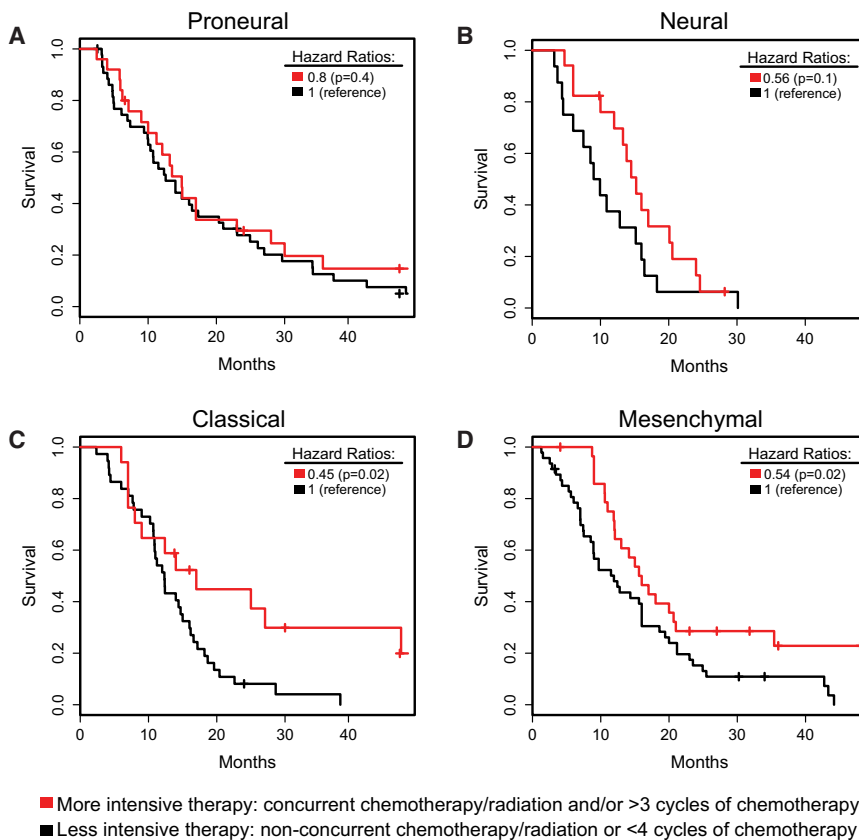 Proneural
A
Hazard Ratios:
0.8 (p=0.4)
1 (reference)
1.0
0.8
0.6
0.4
0.2
0.0
Survival
0 10 20 30 40
Months
Neural
B
Hazard Ratios:
0.56 (p=0.1)
1 (reference)
1.0
0.8
0.6
0.4
0.2
0.0
Survival
0 10 20 30 40
Months
Classical
C
Hazard Ratios:
0.45 (p=0.02)
1 (reference)
1.0
0.8
0.6
0.4
0.2
0.0
Survival
0 10 20 30 40
Months
Mesenchymal
D
Hazard Ratios:
0.54 (p=0.02)
1 (reference)
1.0
0.8
0.6
0.4
0.2
0.0
Survival
0 10 20 30 40
Months
More intensive therapy: concurrent chemotherapy/radiation and/or >3 cycles of chemotherapy
Less intensive therapy: non-concurrent chemotherapy/radiation or <4 cycles of chemotherapy